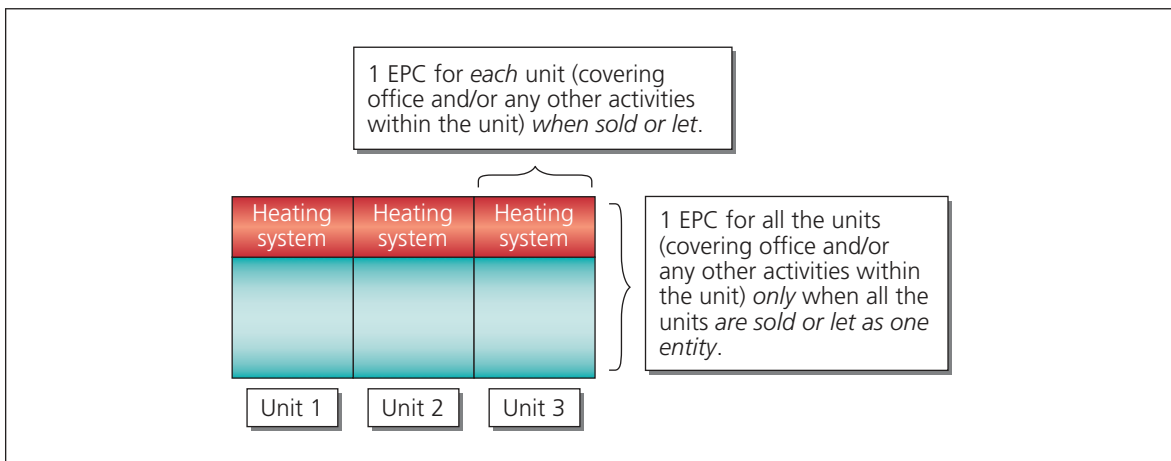 1 EPC for each unit (covering
office and/or any other activities
within the unit) when sold or let.
Heating
system
Heating
system
Heating
system
1 EPC for all the units
(covering office and/or
any other activities within
the unit) only when all the
units are sold or let as one
entity.
Unit 1
Unit 2
Unit 3